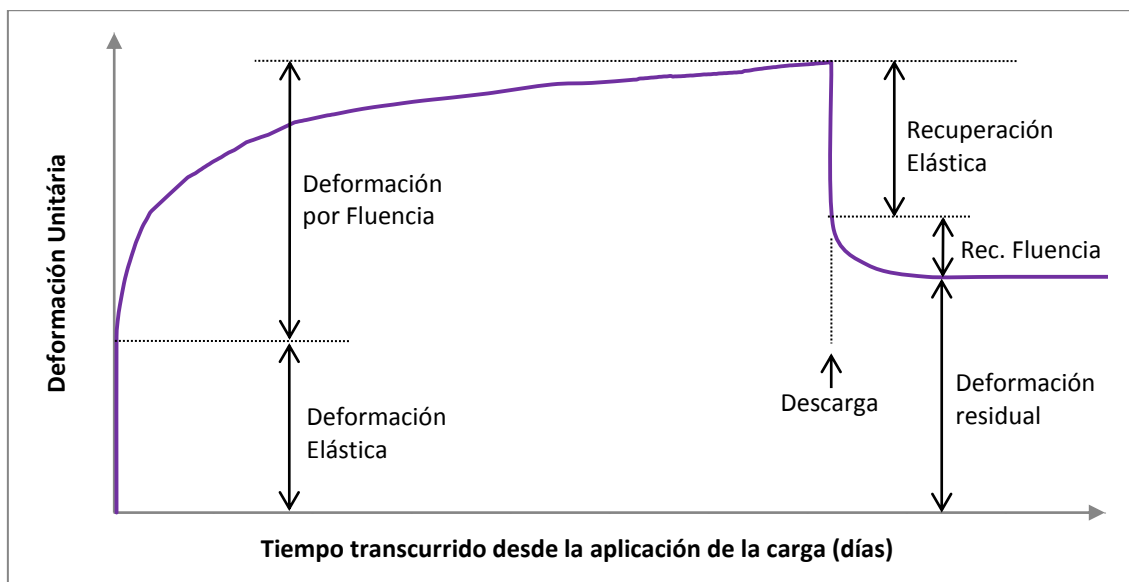 Deformación Unitária
Deformación
por Fluencia
Deformación
Elástica
Recuperación
Elástica
Rec. Fluencia
Descarga
Deformación
residual
Tiempo transcurrido desde la aplicación de la carga (días)